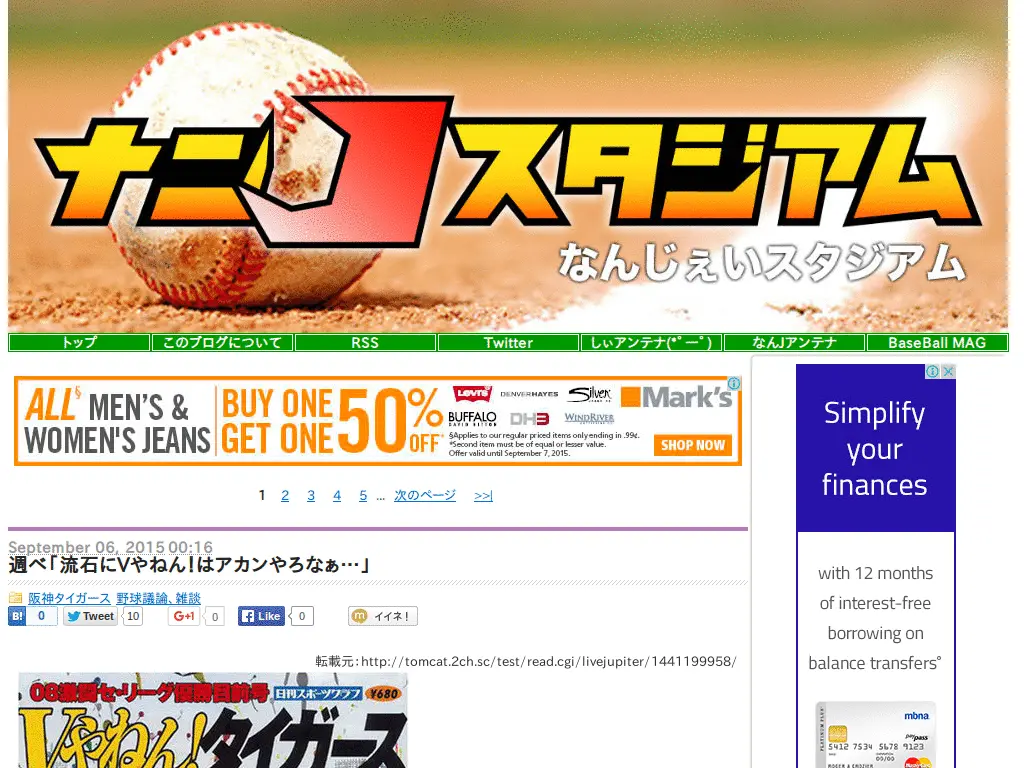 ナニJスタジアム
なんじぇいスタジアム
トップ このブログについて RSS Twitter しぃアンテナ(*ﾟーﾟ) なんJアンテナ BaseBall MAG
ALL§ MEN'S & WOMEN'S JEANS
BUY ONE GET ONE 50% OFF*
LEVI'S DENVER HAYES Silver
BUFFALO DAVID BITTON DH3 WINDRIVER
§Applies to our regular priced items only ending in .99¢.
*Second item must be of equal or lesser value.
Offer valid until September 7, 2015.
Mark's
SHOP NOW
Simplify
your
finances
with 12 months
of interest-free
borrowing on
balance transfers°
mbna
PLATINUM PLUS
paypass
5412 7534 5678 9123
00/00
MasterCard
1 2 3 4 5 ... 次のページ >>|
September 06, 2015 00:16
週べ「流石にVやねん!はアカンやろなぁ…」
阪神タイガース 野球議論、雑談
B! 0 Tweet 10 G+1 0 Like 0 m イイネ!
転載元:http://tomcat.2ch.sc/test/read.cgi/livejupiter/1441199958/
08激闘セ・リーグ優勝目前号 日刊スポーツグラフ ¥680
Vやねん!タイガース